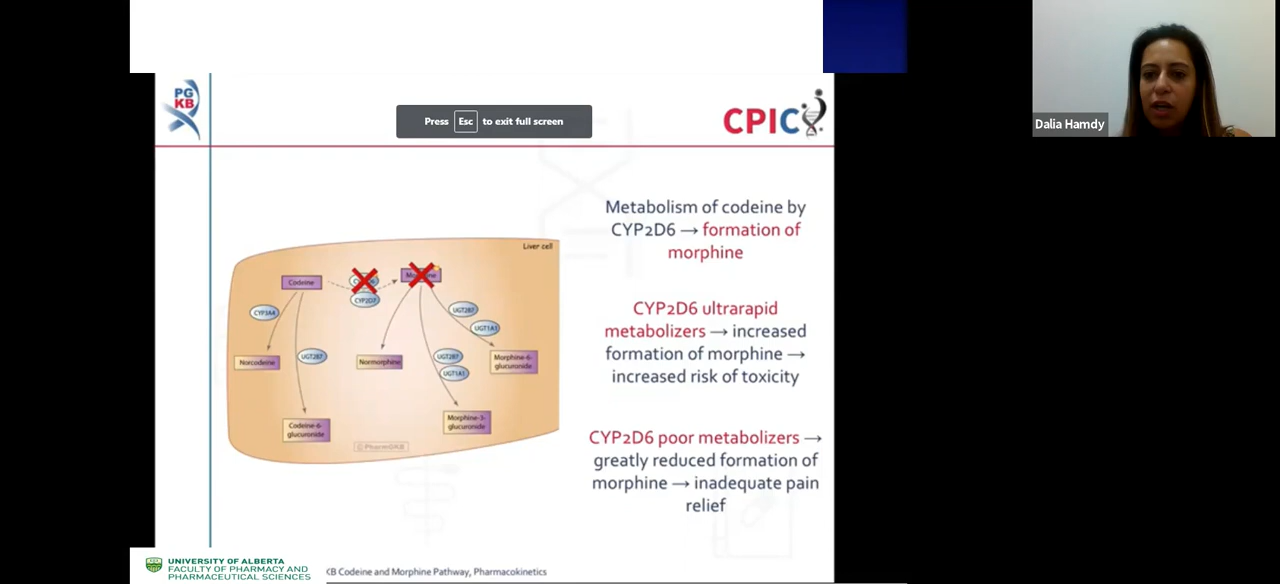 PG
KB
Press Esc to exit full screen
CPIC
Dalia Hamdy
Metabolism of codeine by
CYP2D6 → formation of
morphine
CYP2D6 ultrarapid
metabolizers → increased
formation of morphine →
increased risk of toxicity
CYP2D6 poor metabolizers →
greatly reduced formation of
morphine → inadequate pain
relief
Liver cell
Codeine
CYP2D7
CYP3A4
UGT2B7
UGT1A1
Norcodeine
UGT2B7
Normorphine
UGT2B7
UGT1A1
Morphine-6-
glucuronide
Codeine-6-
glucuronide
Morphine-3-
glucuronide
© PharmGKB
UNIVERSITY OF ALBERTA
FACULTY OF PHARMACY AND
PHARMACEUTICAL SCIENCES
KB Codeine and Morphine Pathway, Pharmacokinetics